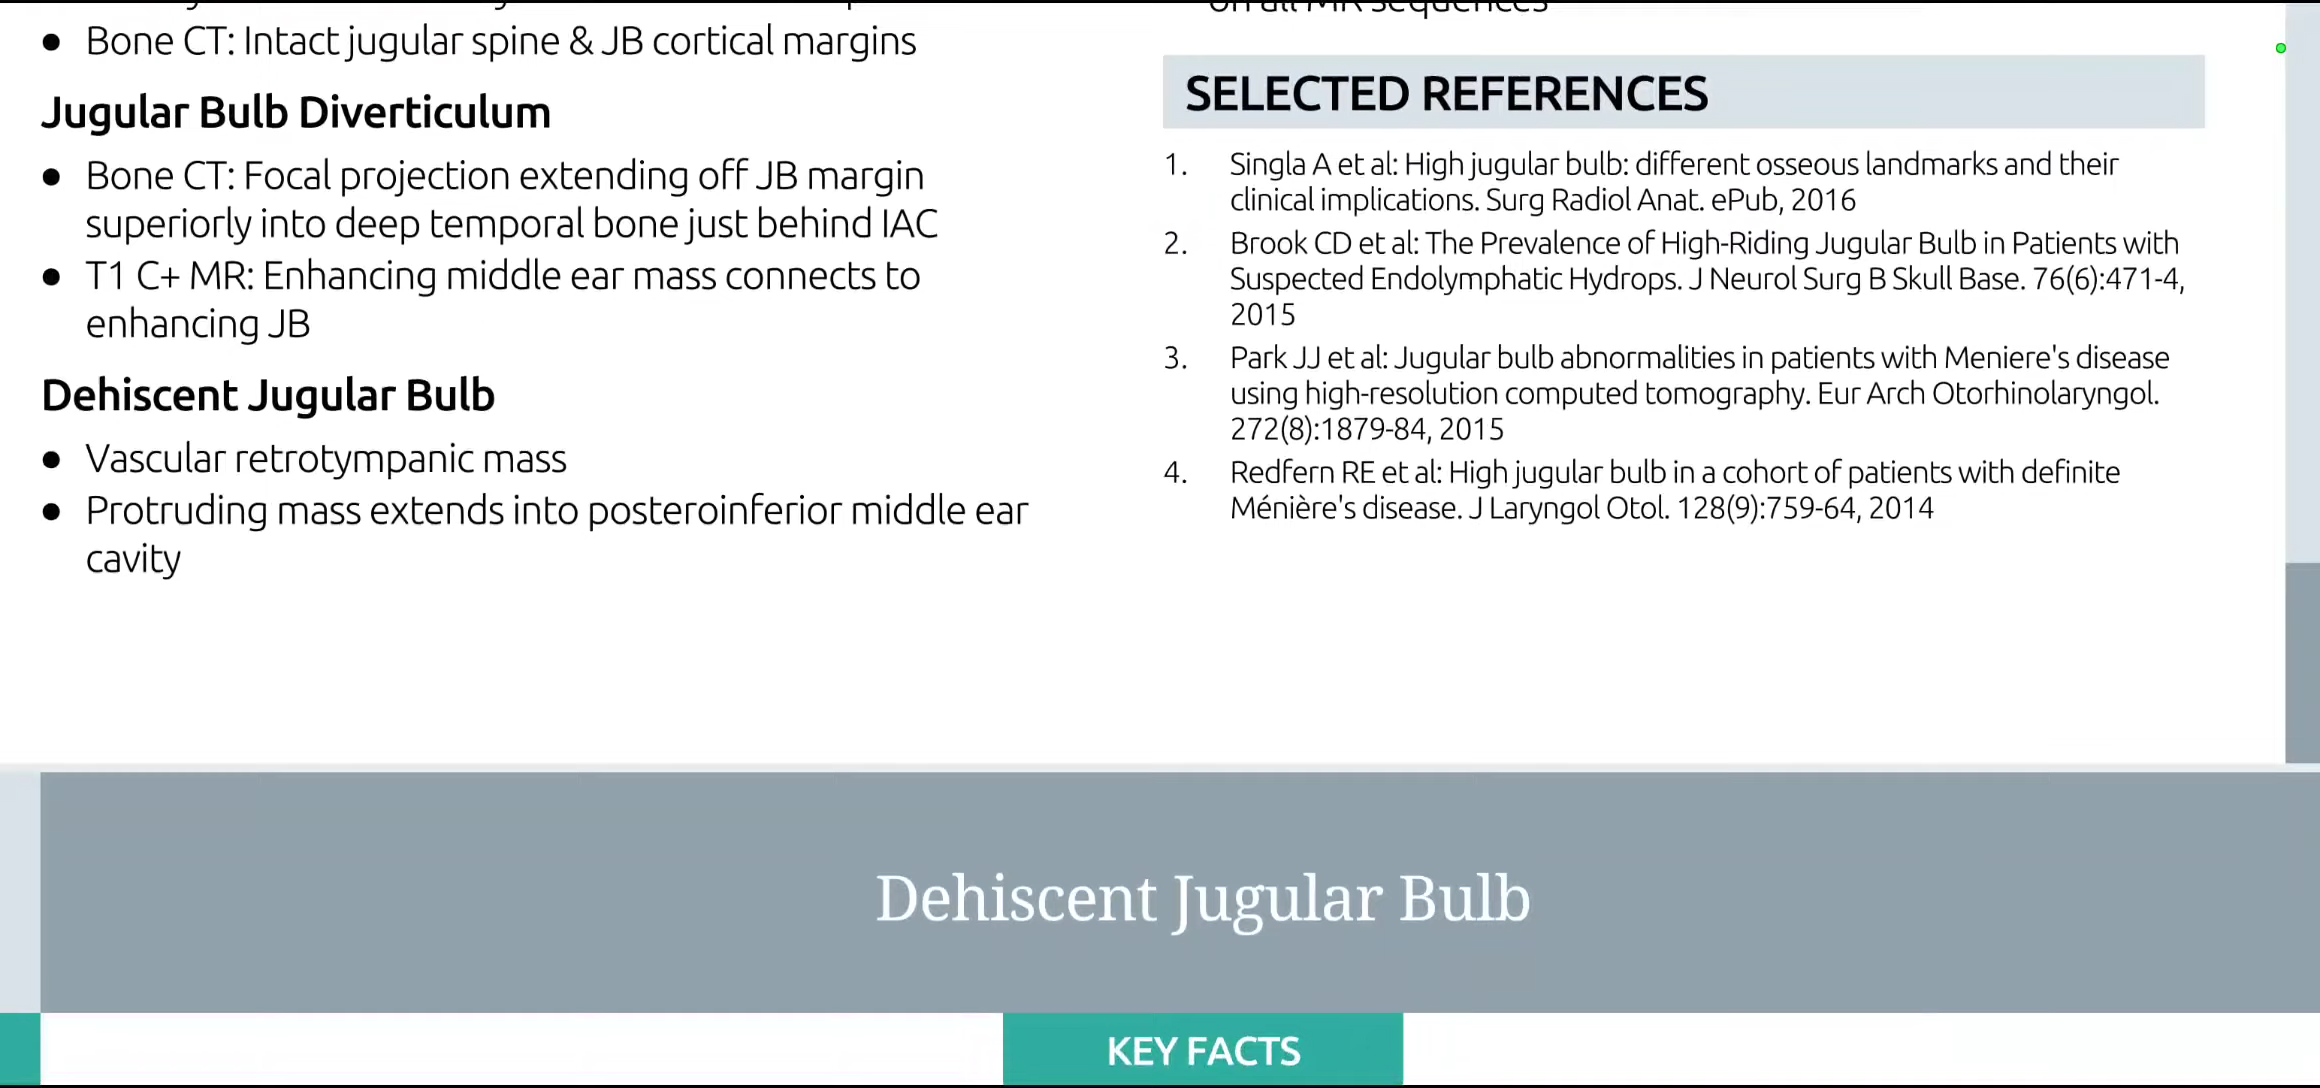 ● Bone CT: Intact jugular spine & JB cortical margins
Jugular Bulb Diverticulum
● Bone CT: Focal projection extending off JB margin
superiorly into deep temporal bone just behind IAC
● T1 C+ MR: Enhancing middle ear mass connects to
enhancing JB
Dehiscent Jugular Bulb
● Vascular retrotympanic mass
● Protruding mass extends into posteroinferior middle ear
cavity
on all MR sequences
SELECTED REFERENCES
1. Singla A et al: High jugular bulb: different osseous landmarks and their
clinical implications. Surg Radiol Anat. ePub, 2016
2. Brook CD et al: The Prevalence of High-Riding Jugular Bulb in Patients with
Suspected Endolymphatic Hydrops. J Neurol Surg B Skull Base. 76(6):471-4,
2015
3. Park JJ et al: Jugular bulb abnormalities in patients with Meniere's disease
using high-resolution computed tomography. Eur Arch Otorhinolaryngol.
272(8):1879-84, 2015
4. Redfern RE et al: High jugular bulb in a cohort of patients with definite
Ménière's disease. J Laryngol Otol. 128(9):759-64, 2014
Dehiscent Jugular Bulb
KEY FACTS